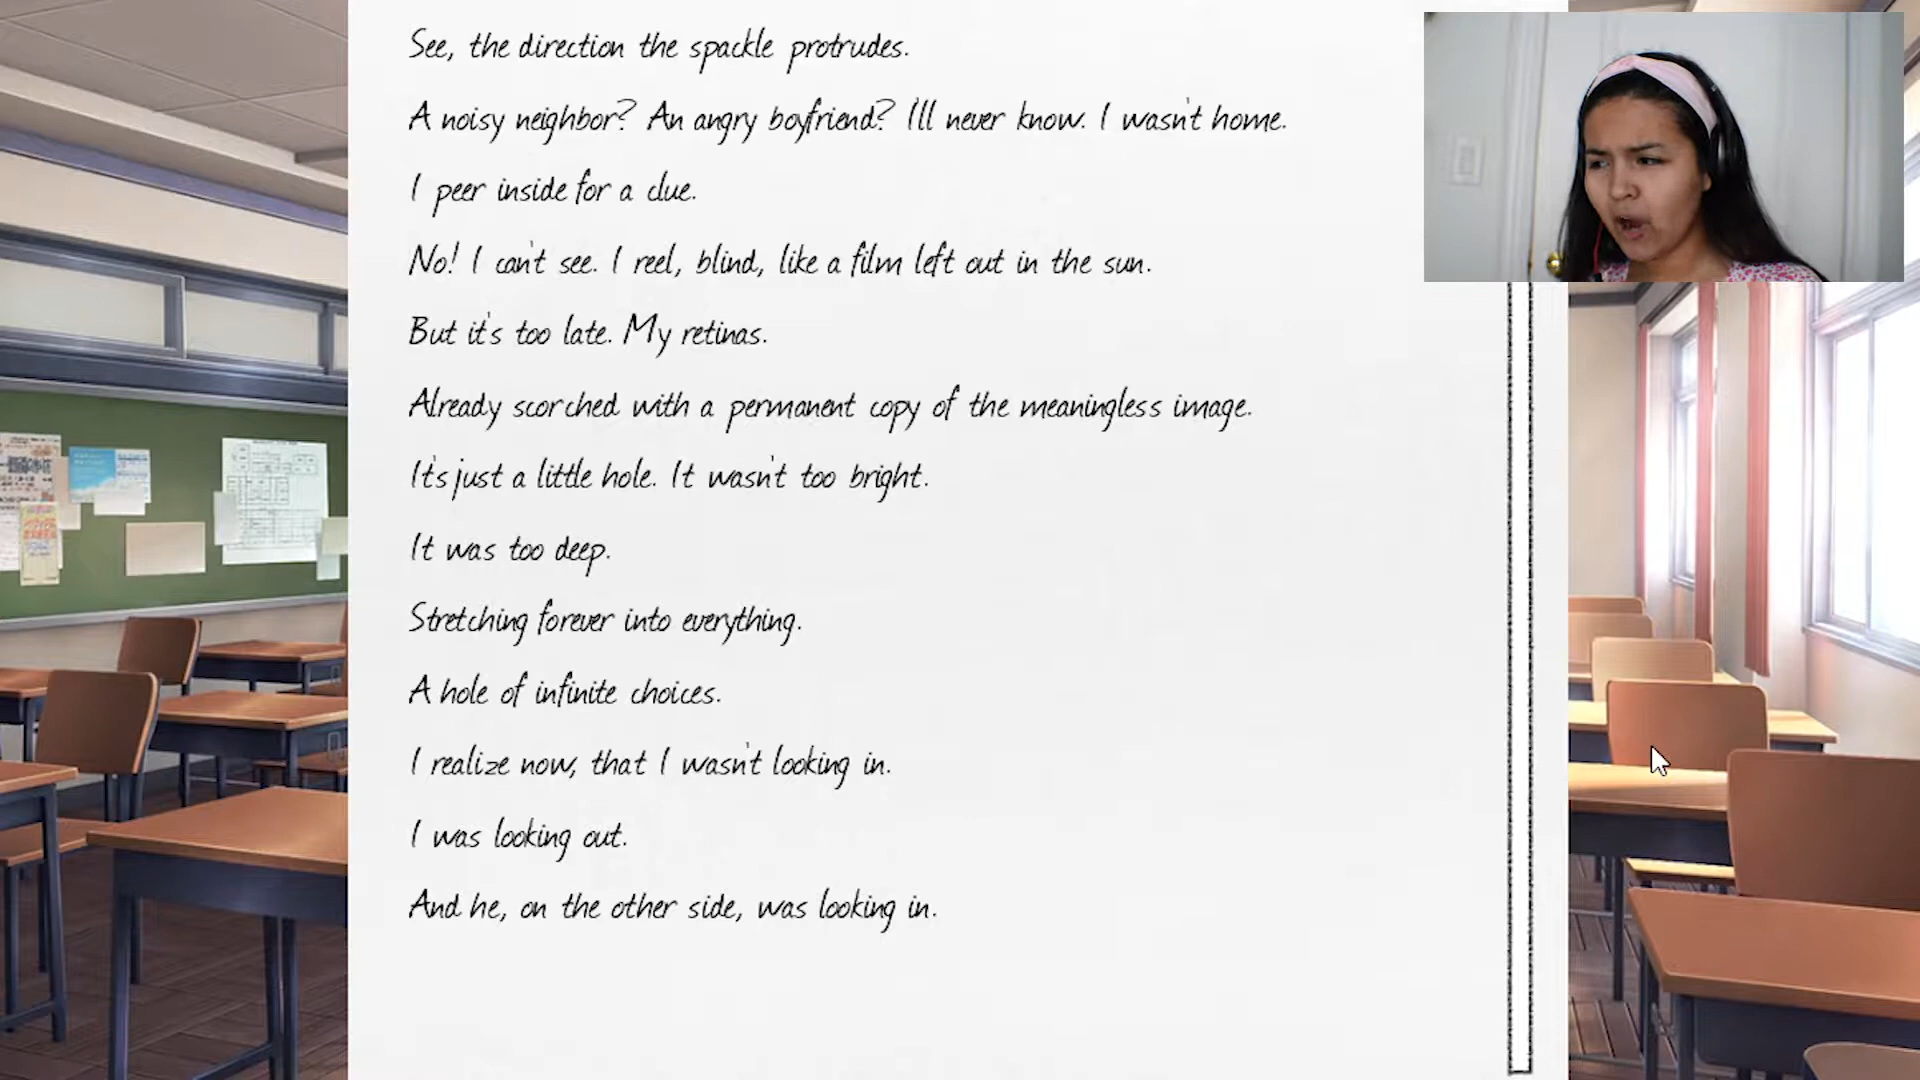 See, the direction the spackle protrudes.
A noisy neighbor? An angry boyfriend? I'll never know. I wasn't home.
I peer inside for a clue.
No! I can't see. I reel, blind, like a film left out in the sun.
But it's too late. My retinas.
Already scorched with a permanent copy of the meaningless image.
It's just a little hole. It wasn't too bright.
It was too deep.
Stretching forever into everything.
A hole of infinite choices.
I realize now, that I wasn't looking in.
I was looking out.
And he, on the other side, was looking in.